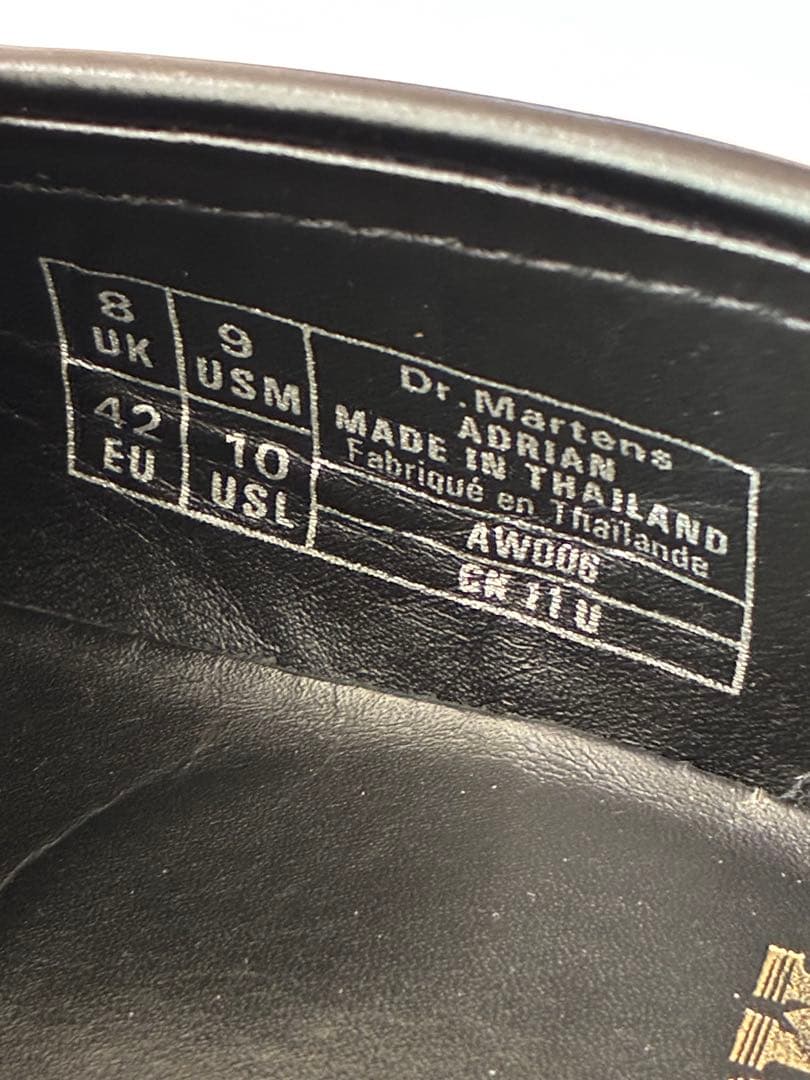 8
UK
9
USM
42
EU
10
USL
Dr.Martens
ADRIAN
MADE IN THAILAND
Fabriqué en Thaïlande
AW006